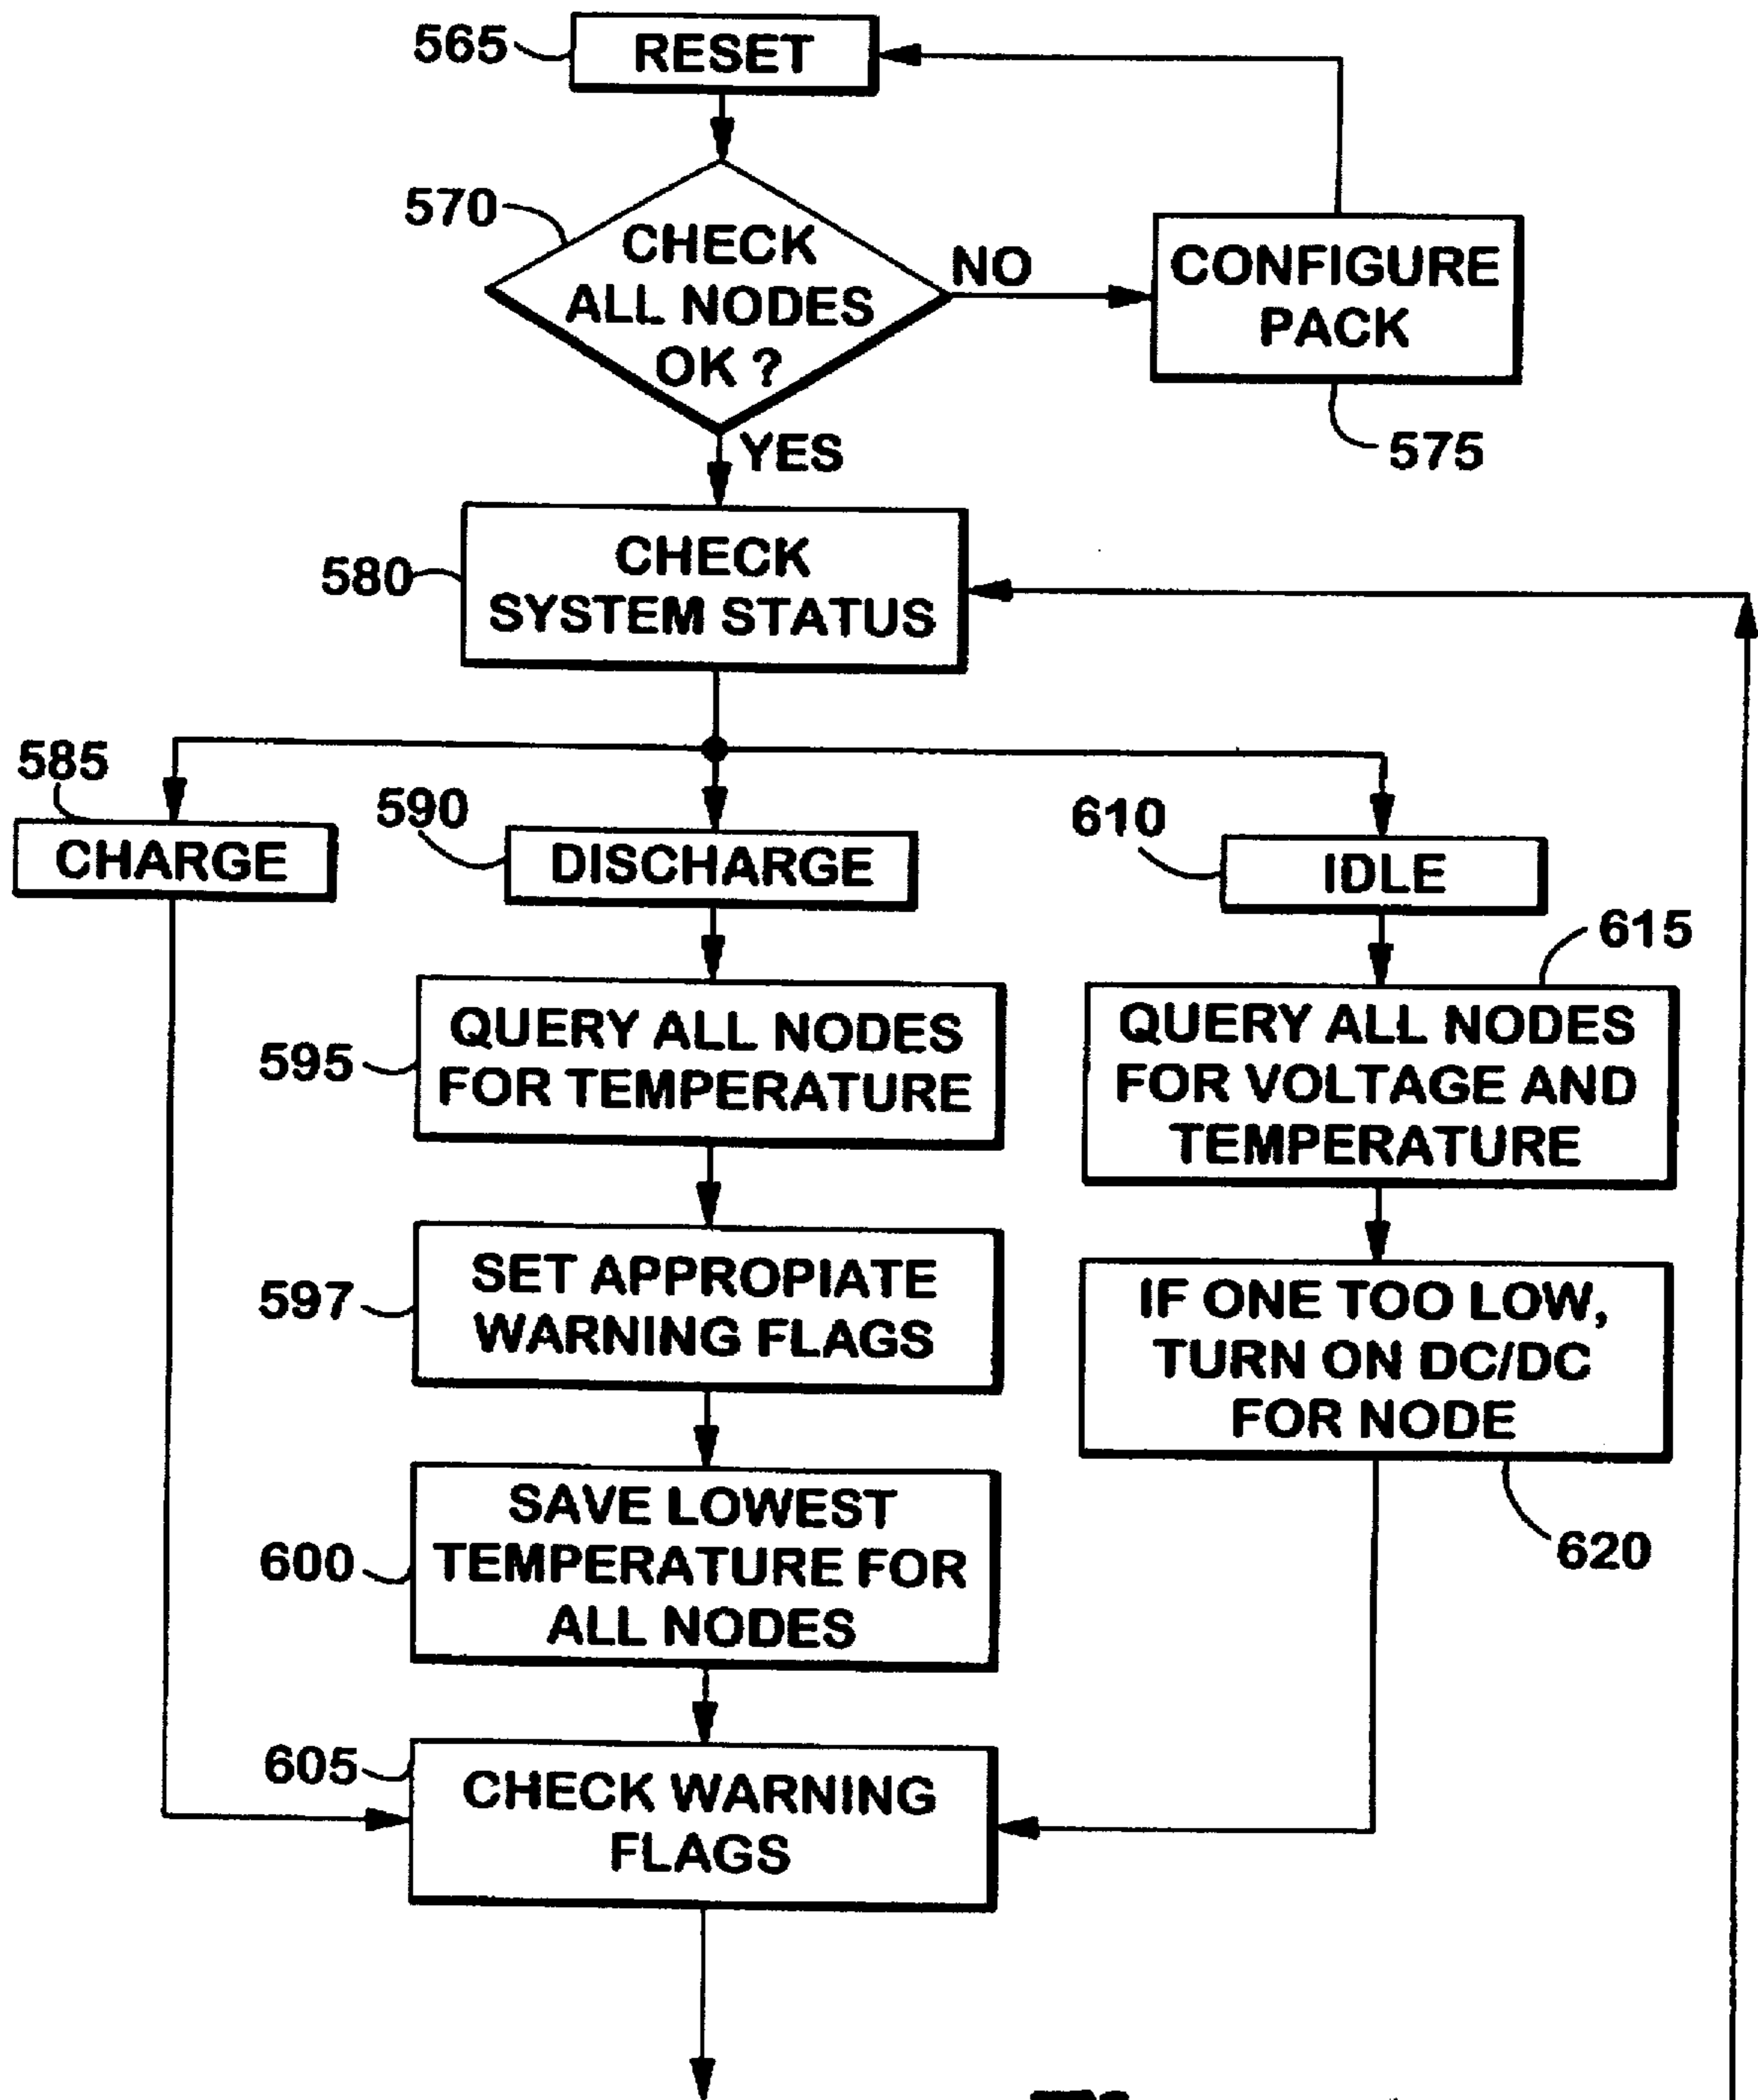 565
RESET
570
CHECK
ALL NODES
OK ?
NO
CONFIGURE
PACK
575
YES
580
CHECK
SYSTEM STATUS
585
CHARGE
590
DISCHARGE
610
IDLE
595
QUERY ALL NODES
FOR TEMPERATURE
615
QUERY ALL NODES
FOR VOLTAGE AND
TEMPERATURE
597
SET APPROPIATE
WARNING FLAGS
IF ONE TOO LOW,
TURN ON DC/DC
FOR NODE
620
600
SAVE LOWEST
TEMPERATURE FOR
ALL NODES
605
CHECK WARNING
FLAGS